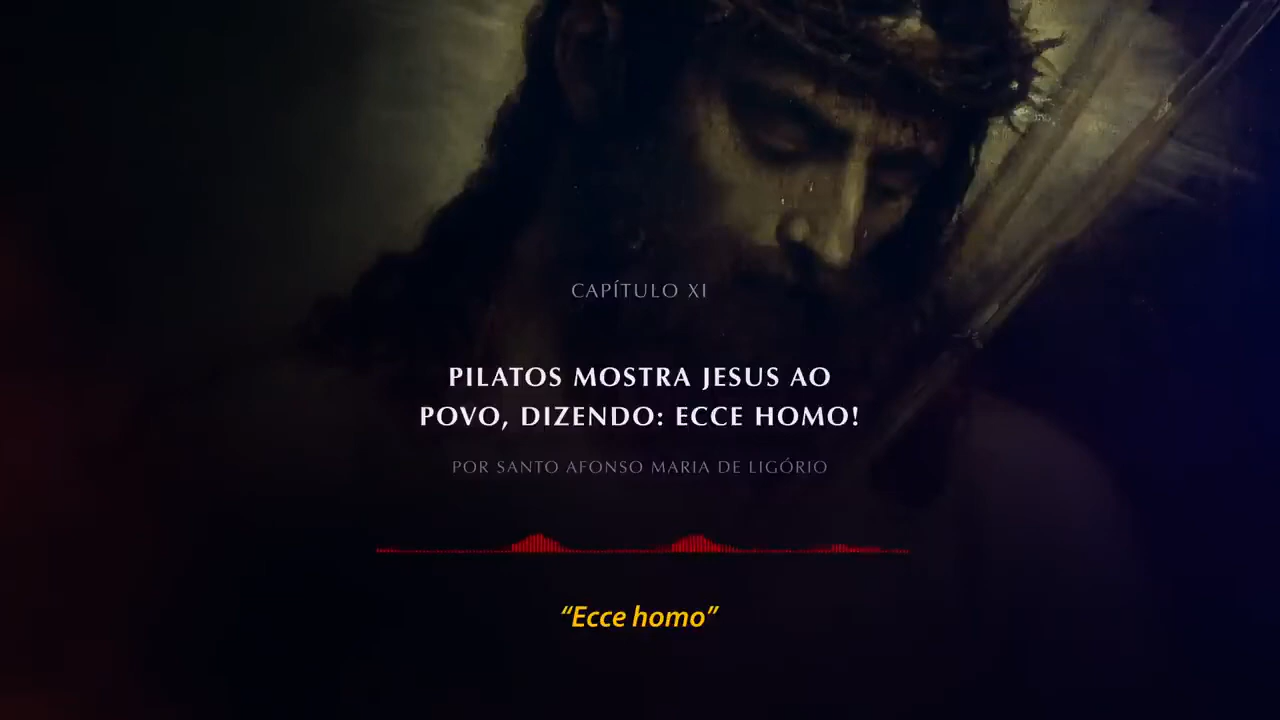 CAPÍTULO XI
PILATOS MOSTRA JESUS AO
POVO, DIZENDO: ECCE HOMO!
POR SANTO AFONSO MARIA DE LIGÓRIO
“Ecce homo”